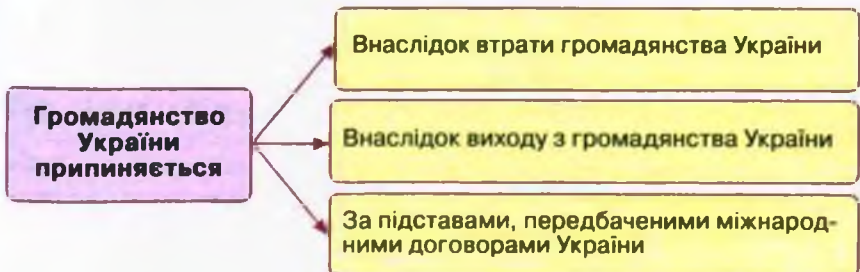 Громадянство
України
припиняється
Внаслідок втрати громадянства України
Внаслідок виходу з громадянства України
За підставами, передбаченими міжнарод-
ними договорами України